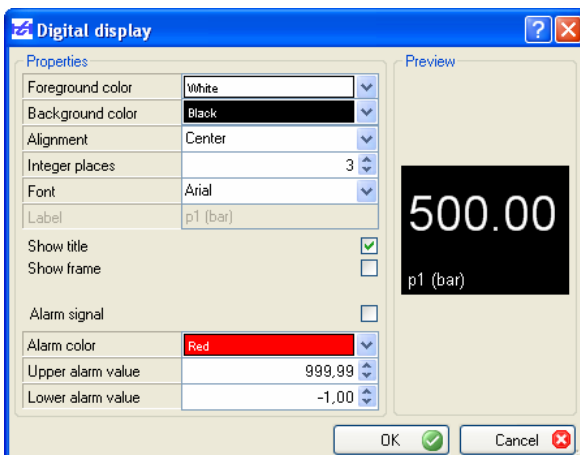 Digital display
Properties
Foreground color White
Background color Black
Alignment Center
Integer places 3
Font Arial
Label p1 (bar)
Show title
Show frame
Alarm signal
Alarm color Red
Upper alarm value 999,99
Lower alarm value -1,00
Preview
500.00
p1 (bar)
OK
Cancel